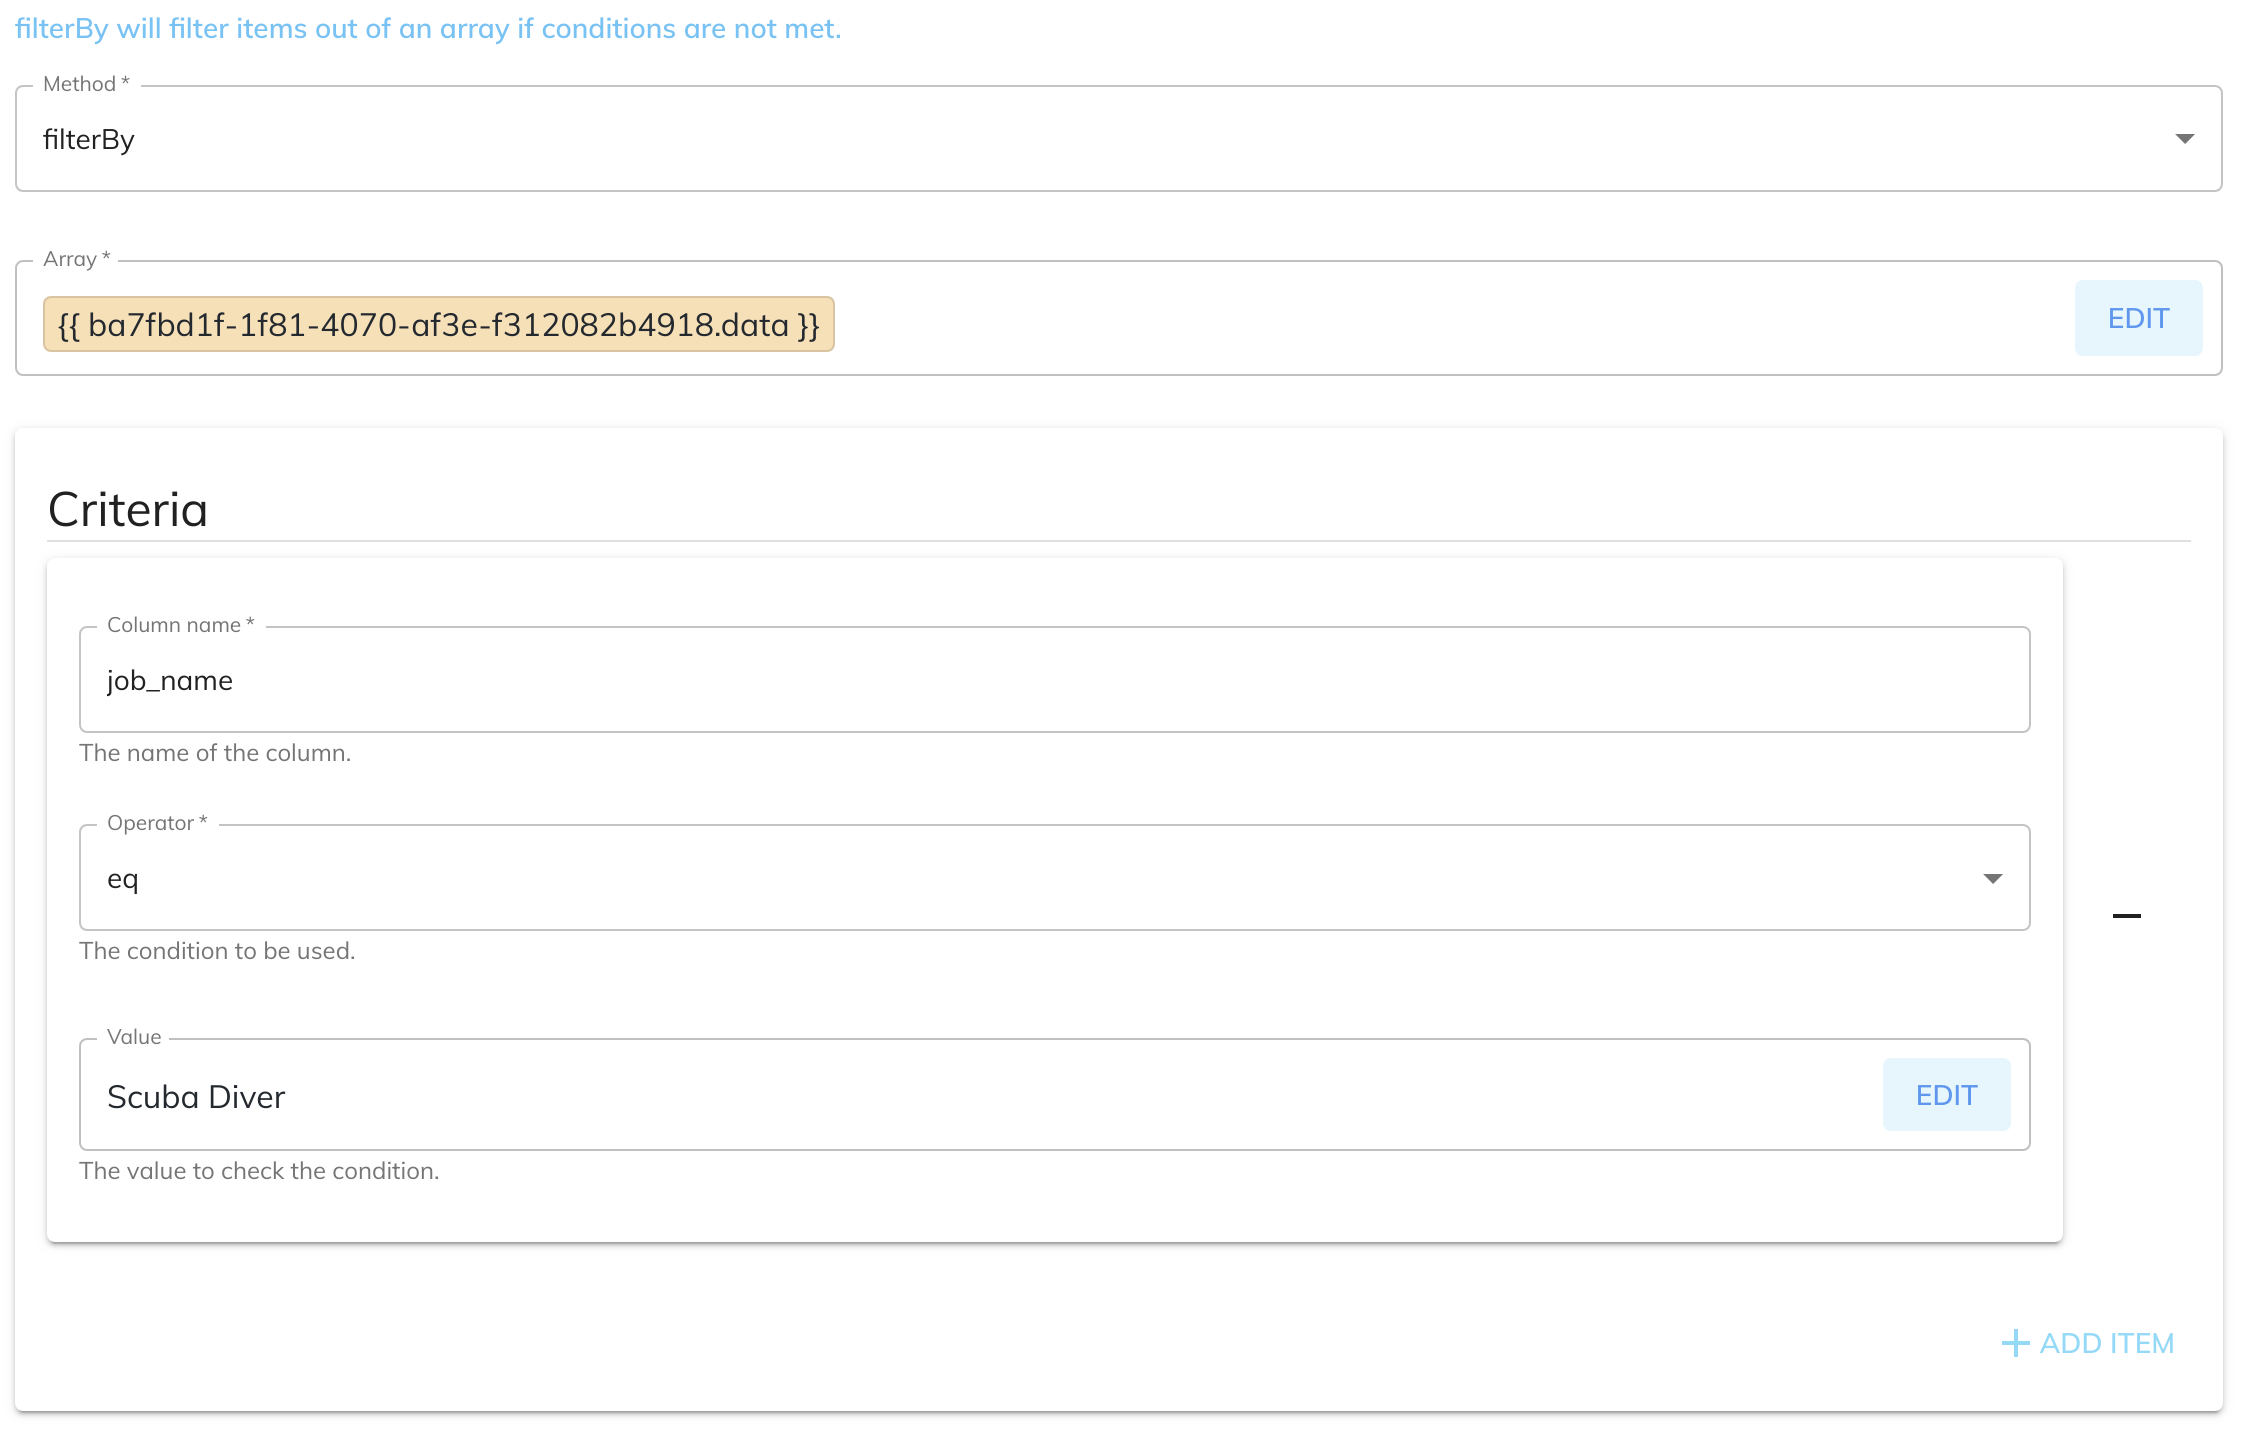 filterBy will filter items out of an array if conditions are not met.
Method *
filterBy
Array *
{{ ba7fbd1f-1f81-4070-af3e-f312082b4918.data }}
EDIT
Criteria
Column name *
job_name
The name of the column.
Operator *
eq
The condition to be used.
Value
Scuba Diver
EDIT
The value to check the condition.
ADD ITEM